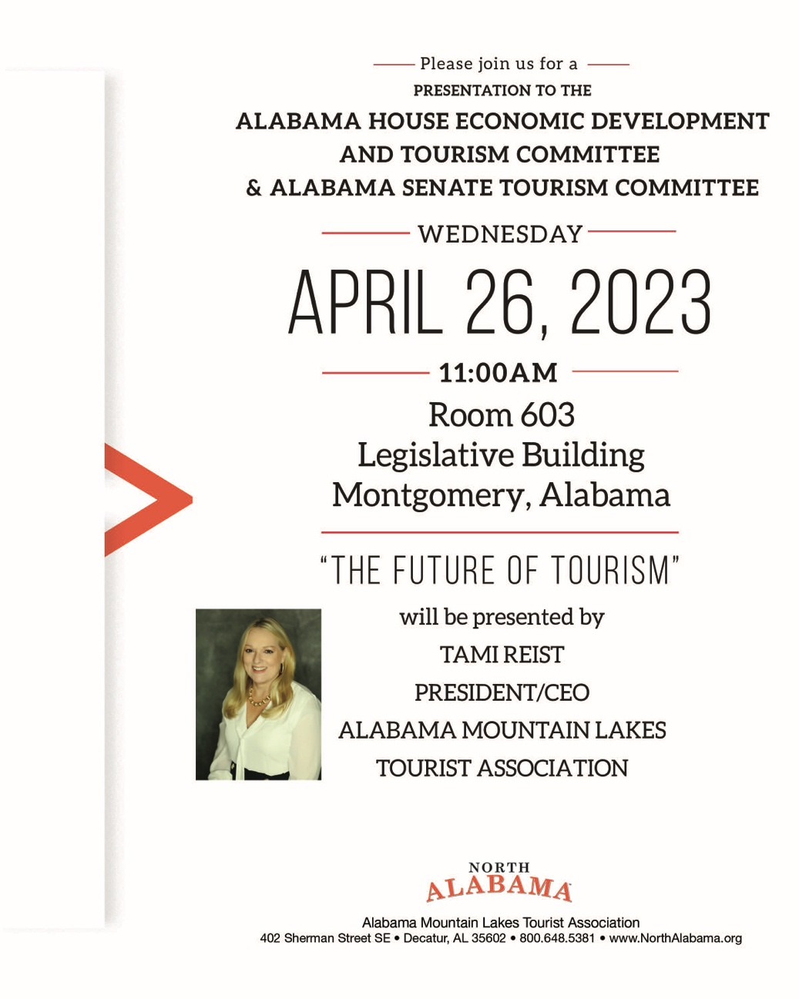 Please join us for a
PRESENTATION TO THE
ALABAMA HOUSE ECONOMIC DEVELOPMENT
AND TOURISM COMMITTEE
& ALABAMA SENATE TOURISM COMMITTEE
WEDNESDAY
APRIL 26, 2023
11:00AM
Room 603
Legislative Building
Montgomery, Alabama
“THE FUTURE OF TOURISM”
will be presented by
TAMI REIST
PRESIDENT/CEO
ALABAMA MOUNTAIN LAKES
TOURIST ASSOCIATION
NORTH
ALABAMA
Alabama Mountain Lakes Tourist Association
402 Sherman Street SE • Decatur, AL 35602 • 800.648.5381 • www.NorthAlabama.org